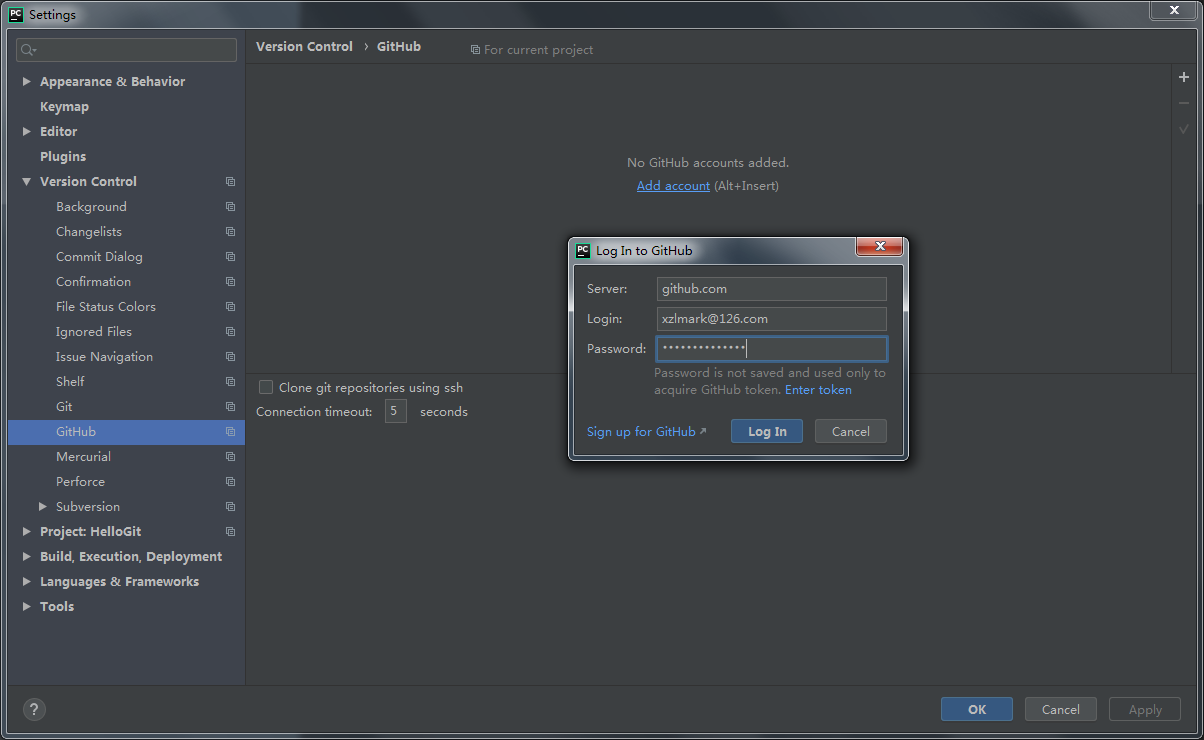 PC Settings
Version Control › GitHub For current project
Appearance & Behavior
Keymap
Editor
Plugins
Version Control
Background
Changelists
Commit Dialog
Confirmation
File Status Colors
Ignored Files
Issue Navigation
Shelf
Git
GitHub
Mercurial
Perforce
Subversion
Project: HelloGit
Build, Execution, Deployment
Languages & Frameworks
Tools
No GitHub accounts added.
Add account (Alt+Insert)
Clone git repositories using ssh
Connection timeout: 5 seconds
PC Log In to GitHub
Server: github.com
Login: xzlmark@126.com
Password: ••••••••••••••
Password is not saved and used only to
acquire GitHub token. Enter token
Sign up for GitHub ↗ Log In Cancel
? OK Cancel Apply